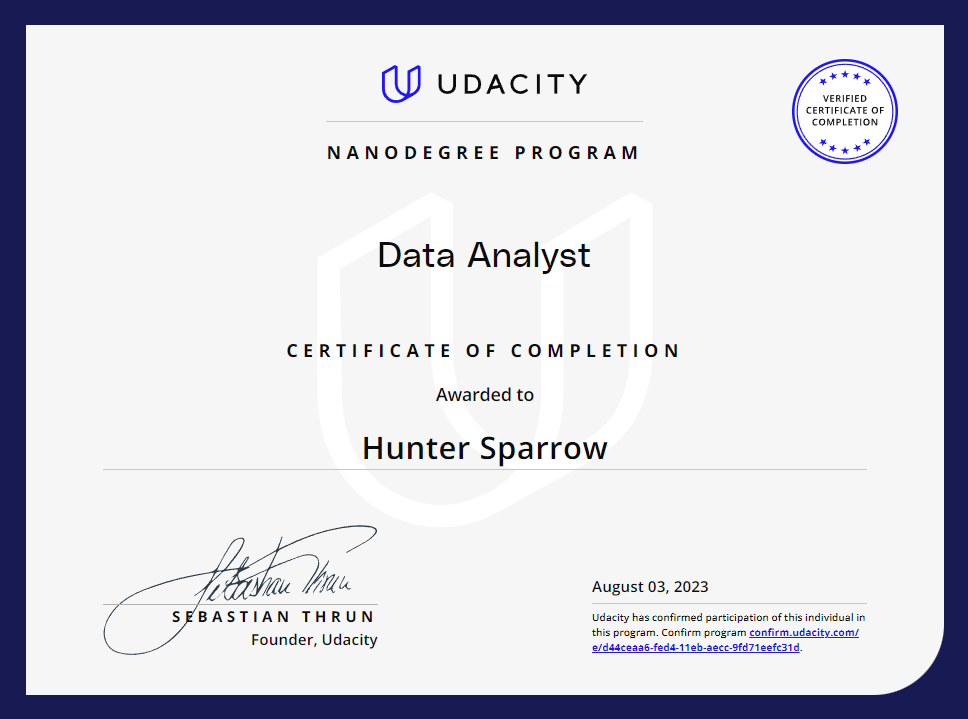 UDACITY
VERIFIED
CERTIFICATE OF
COMPLETION
NANODEGREE PROGRAM
Data Analyst
CERTIFICATE OF COMPLETION
Awarded to
Hunter Sparrow
Sebastian Thrun
SEBASTIAN THRUN
Founder, Udacity
August 03, 2023
Udacity has confirmed participation of this individual in
this program. Confirm program confirm.udacity.com/
e/d44ceaa6-fed4-11eb-aecc-9fd71eefc31d.